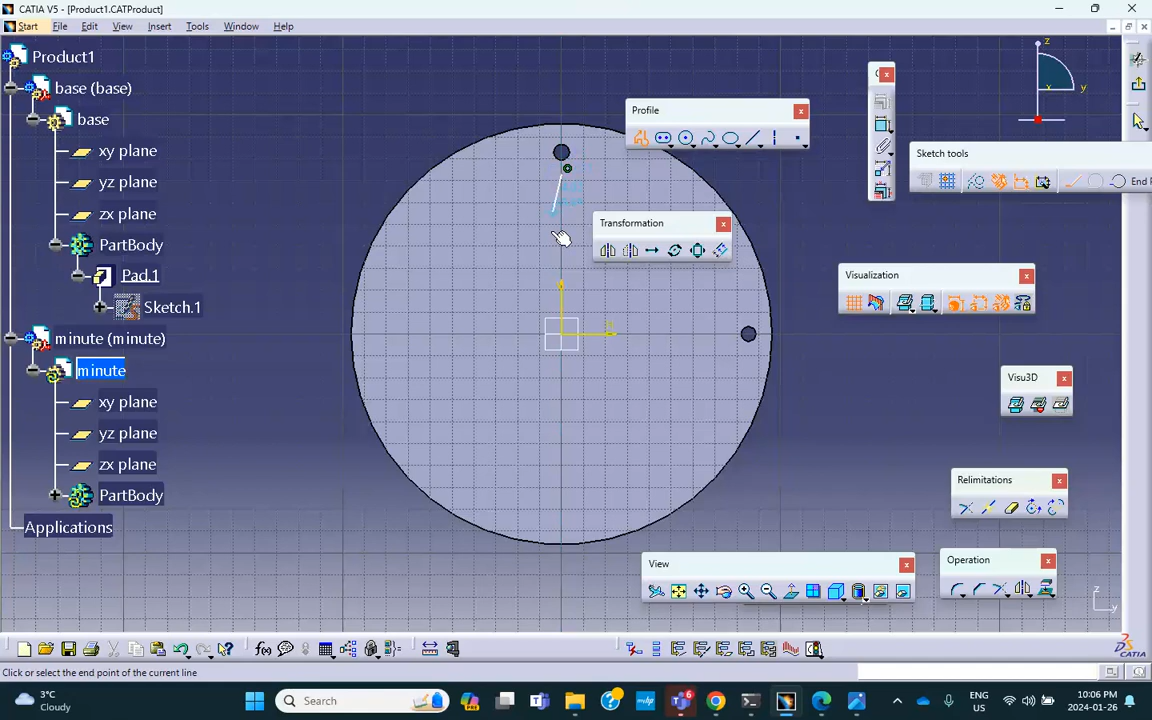 CATIA V5 - [Product1.CATProduct]
Start File Edit View Insert Tools Window Help
Product1
base (base)
base
xy plane
yz plane
zx plane
PartBody
Pad.1
Sketch.1
minute (minute)
minute
xy plane
yz plane
zx plane
PartBody
Applications
Profile
Transformation
Sketch tools
End P
Visualization
Visu3D
Relimitations
Operation
View
z
y
x
z
y
CATIA
Click or select the end point of the current line
3°C
Cloudy
Search
6
ENG
US
10:06 PM
2024-01-26